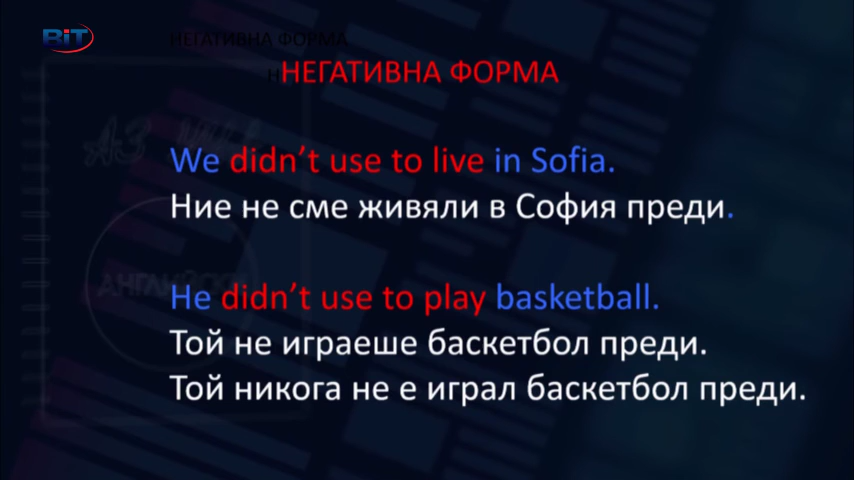 BiT
НЕГАТИВНА ФОРМА
НЕГАТИВНА ФОРМА
We didn’t use to live in Sofia.
Ние не сме живяли в София преди.
He didn’t use to play basketball.
Той не играеше баскетбол преди.
Той никога не е играл баскетбол преди.